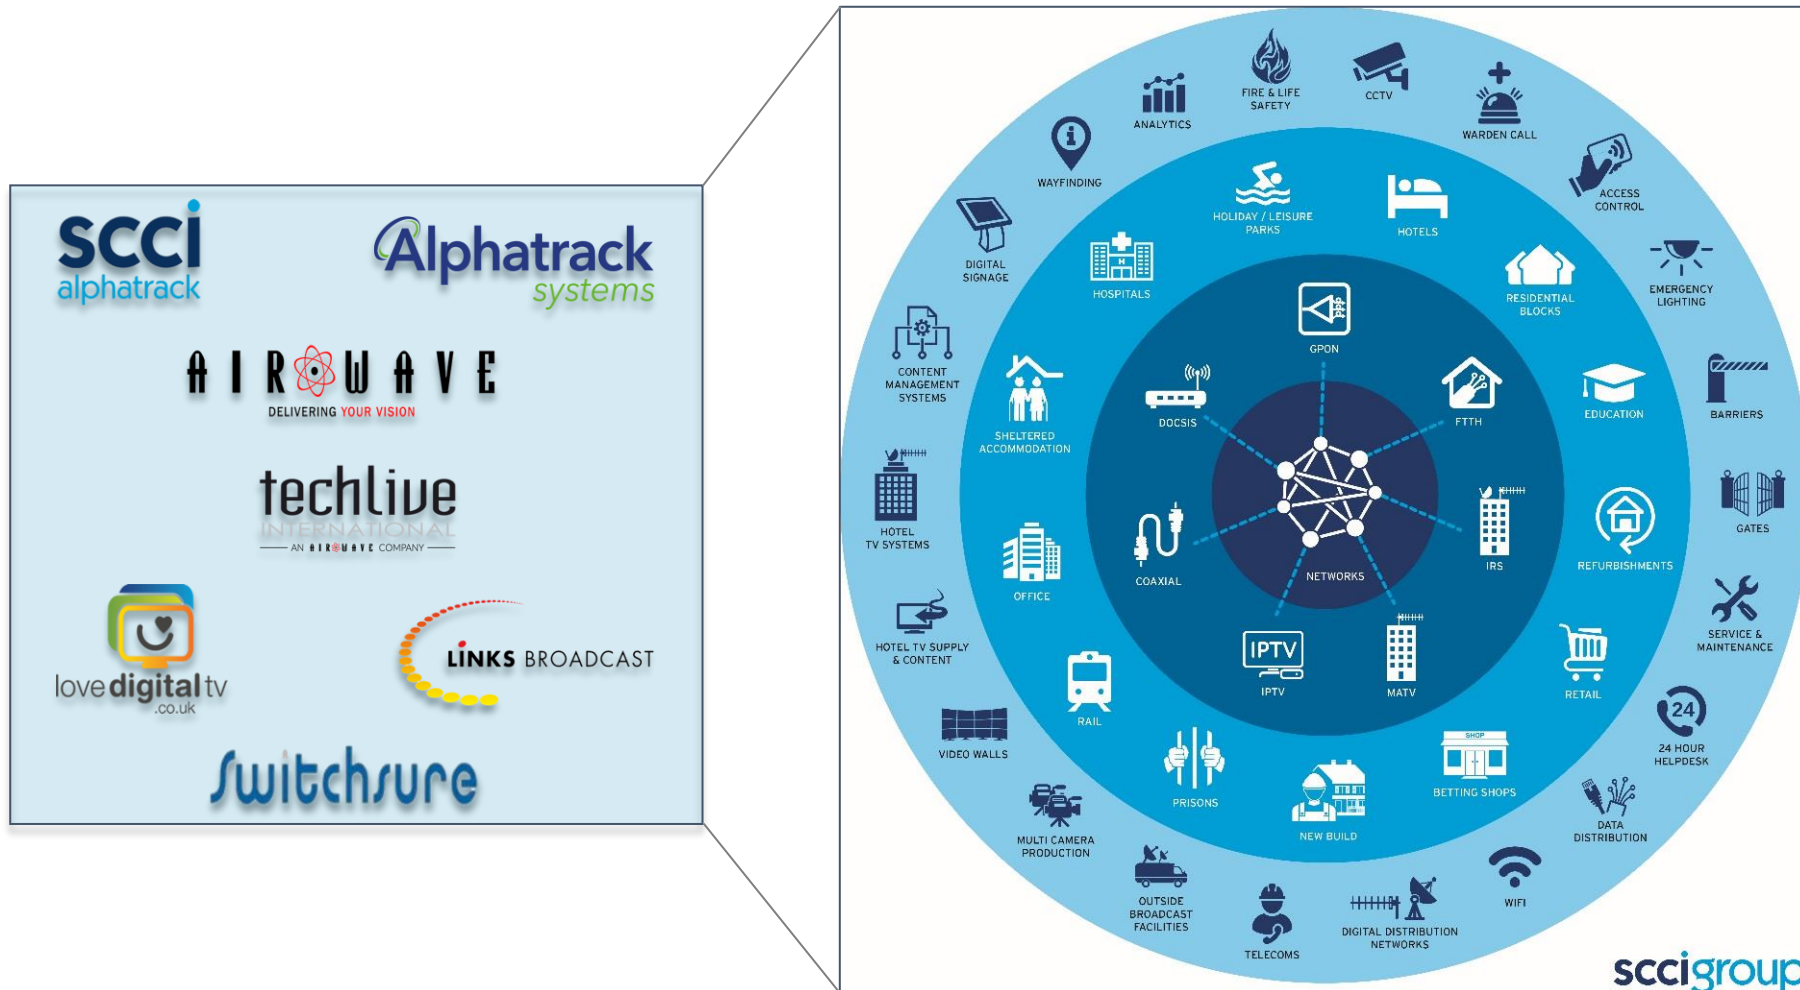 scci
alphatrack
Alphatrack
systems
AIRWAVE
DELIVERING YOUR VISION
techlive
INTERNATIONAL
AN AIRWAVE COMPANY
love digital tv
.co.uk
LiNKS BROADCAST
switchsure
FIRE & LIFE
SAFETY
CCTV
WARDEN CALL
ACCESS
CONTROL
EMERGENCY
LIGHTING
BARRIERS
GATES
SERVICE &
MAINTENANCE
24
24 HOUR
HELPDESK
DATA
DISTRIBUTION
WIFI
DIGITAL DISTRIBUTION
NETWORKS
TELECOMS
OUTSIDE
BROADCAST
FACILITIES
MULTI CAMERA
PRODUCTION
VIDEO WALLS
HOTEL TV SUPPLY
& CONTENT
HOTEL
TV SYSTEMS
CONTENT
MANAGEMENT
SYSTEMS
DIGITAL
SIGNAGE
WAYFINDING
ANALYTICS
HOLIDAY / LEISURE
PARKS
HOTELS
RESIDENTIAL
BLOCKS
EDUCATION
REFURBISHMENTS
RETAIL
SHOP
BETTING SHOPS
NEW BUILD
PRISONS
RAIL
OFFICE
SHELTERED
ACCOMMODATION
H
HOSPITALS
GPON
FTTH
IRS
MATV
IPTV
IPTV
COAXIAL
DOCSIS
NETWORKS
sccigroup